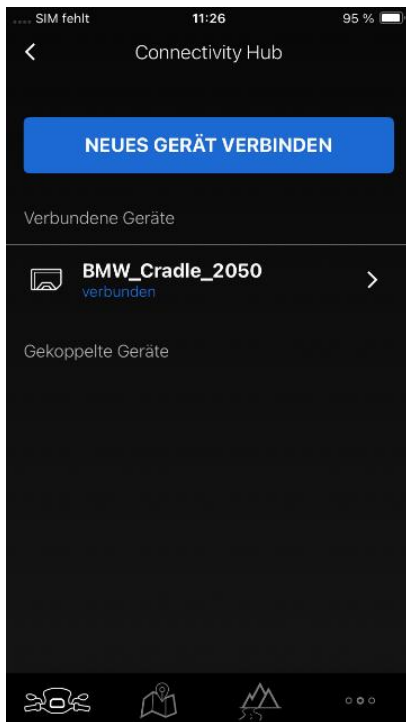 SIM fehlt 11:26 95 %
Connectivity Hub
NEUES GERÄT VERBINDEN
Verbundene Geräte
BMW_Cradle_2050
verbunden
Gekoppelte Geräte